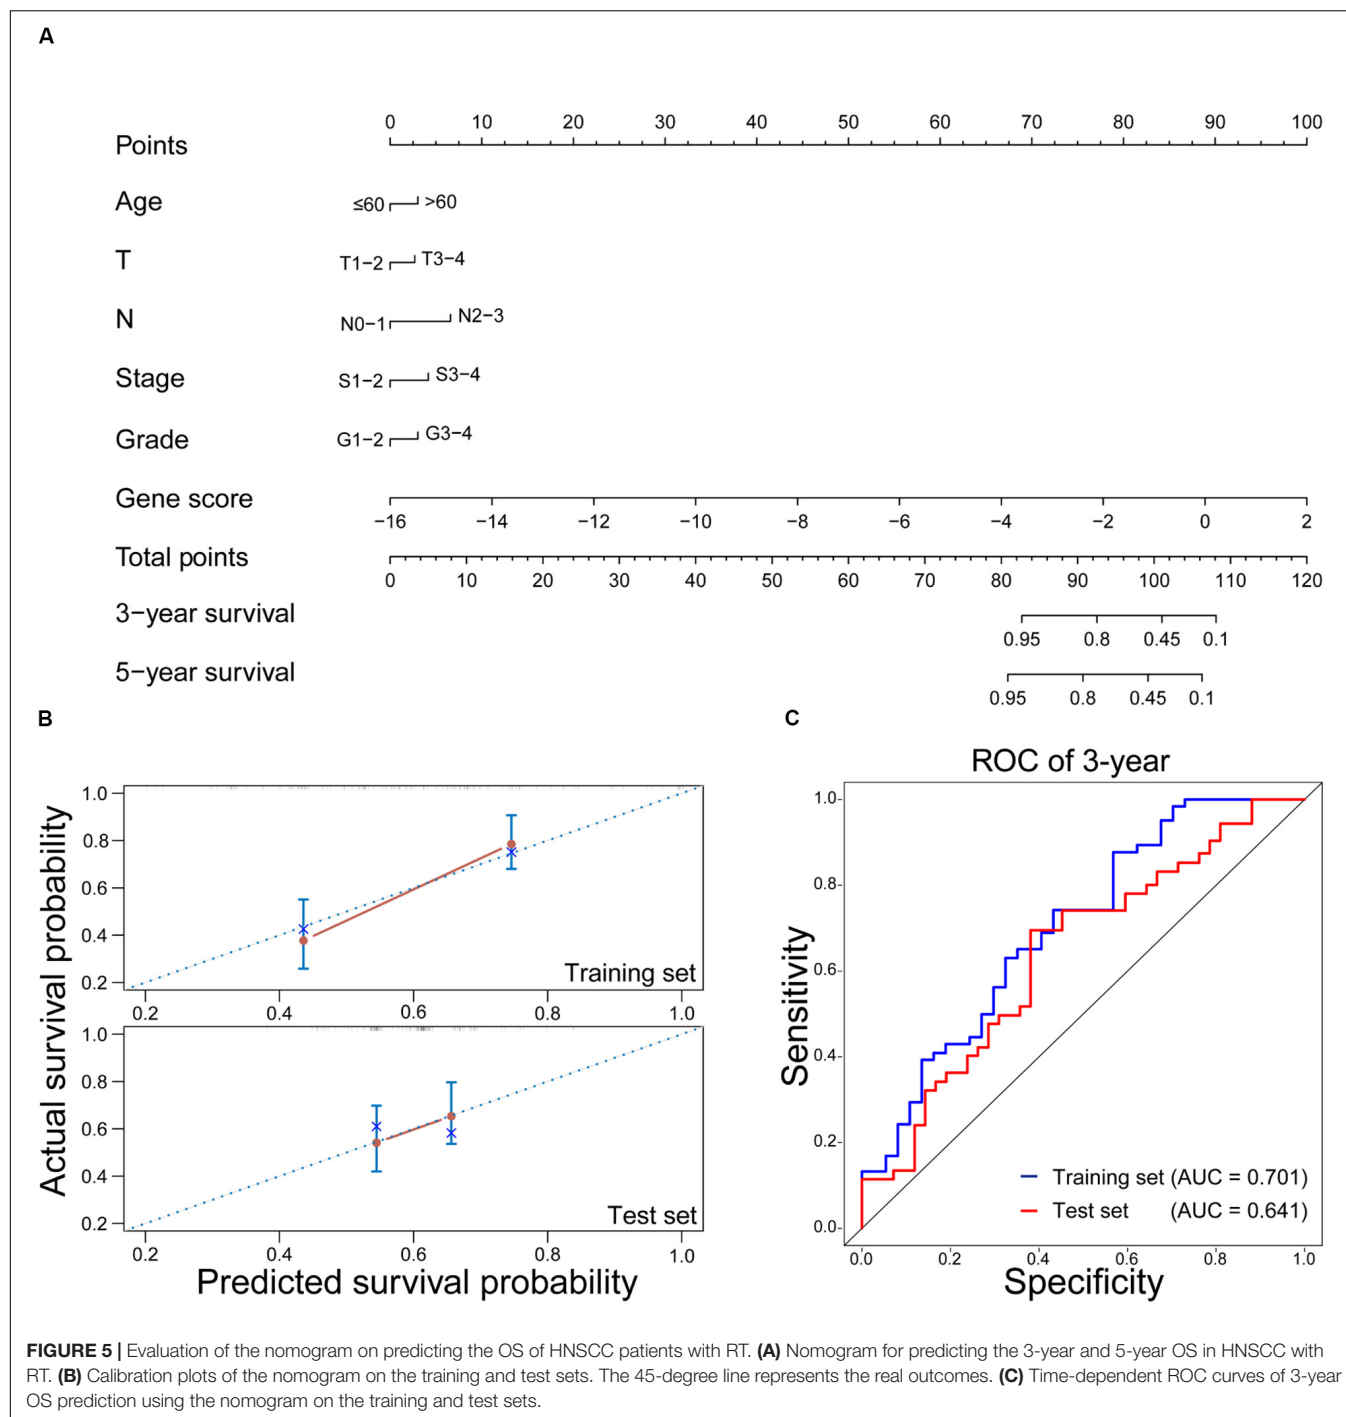 A
0 10 20 30 40 50 60 70 80 90 100
Points
Age ≤60 >60
T T1−2 T3−4
N N0−1 N2−3
Stage S1−2 S3−4
Grade G1−2 G3−4
Gene score
−16 −14 −12 −10 −8 −6 −4 −2 0 2
Total points
0 10 20 30 40 50 60 70 80 90 100 110 120
3−year survival
0.95 0.8 0.45 0.1
5−year survival
0.95 0.8 0.45 0.1
B
Actual survival probability
1.0
0.8
0.6
0.4
0.2
Training set
0.2 0.4 0.6 0.8 1.0
1.0
0.8
0.6
0.4
0.2
Test set
0.2 0.4 0.6 0.8 1.0
Predicted survival probability
C
ROC of 3-year
Sensitivity
1.0
0.8
0.6
0.4
0.2
0.0
Training set (AUC = 0.701)
Test set (AUC = 0.641)
0.0 0.2 0.4 0.6 0.8 1.0
Specificity
FIGURE 5 | Evaluation of the nomogram on predicting the OS of HNSCC patients with RT. (A) Nomogram for predicting the 3-year and 5-year OS in HNSCC with
RT. (B) Calibration plots of the nomogram on the training and test sets. The 45-degree line represents the real outcomes. (C) Time-dependent ROC curves of 3-year
OS prediction using the nomogram on the training and test sets.